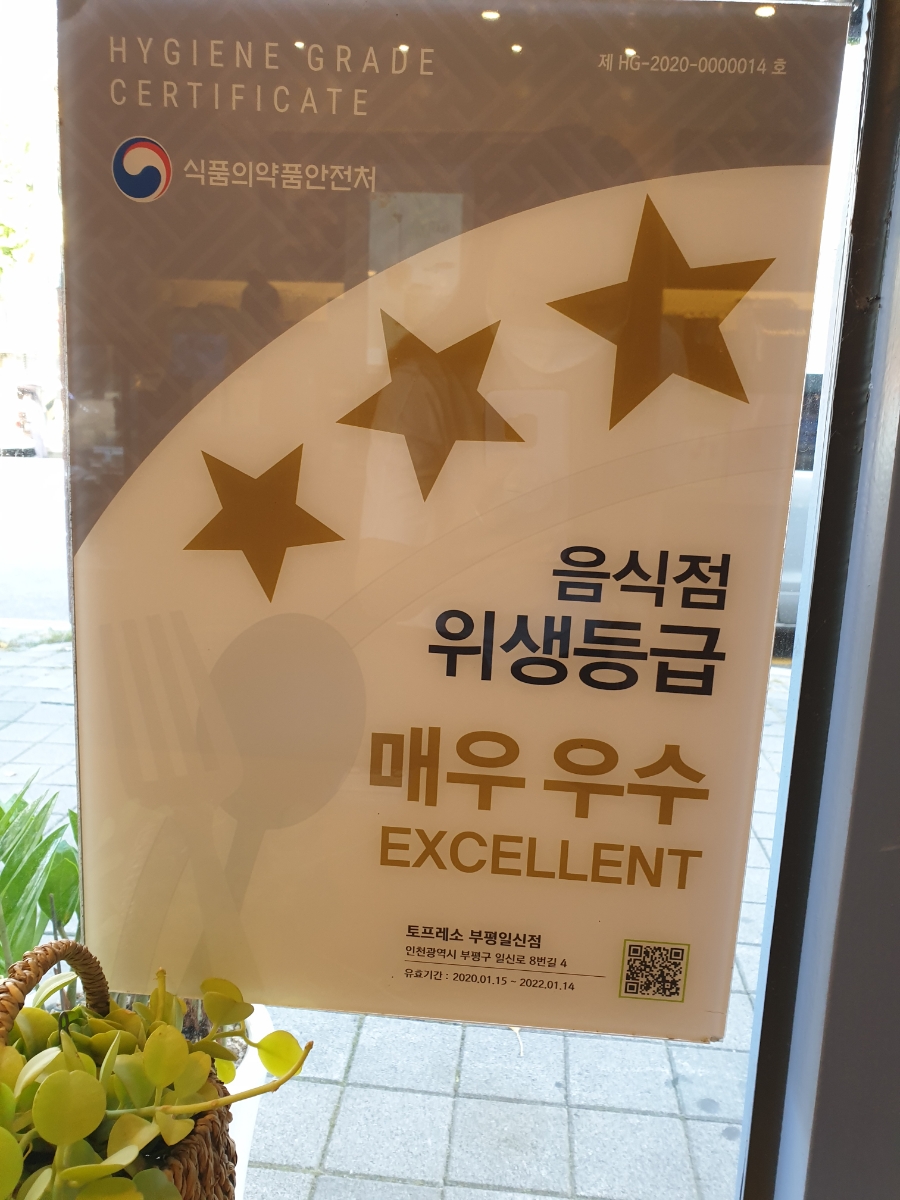 HYGIENE GRADE
CERTIFICATE
제 HG-2020-0000014 호
식품의약품안전처
음식점
위생등급
매우 우수
EXCELLENT
토프레소 부평일신점
인천광역시 부평구 일신로 8번길 4
유효기간 : 2020.01.15 - 2022.01.14